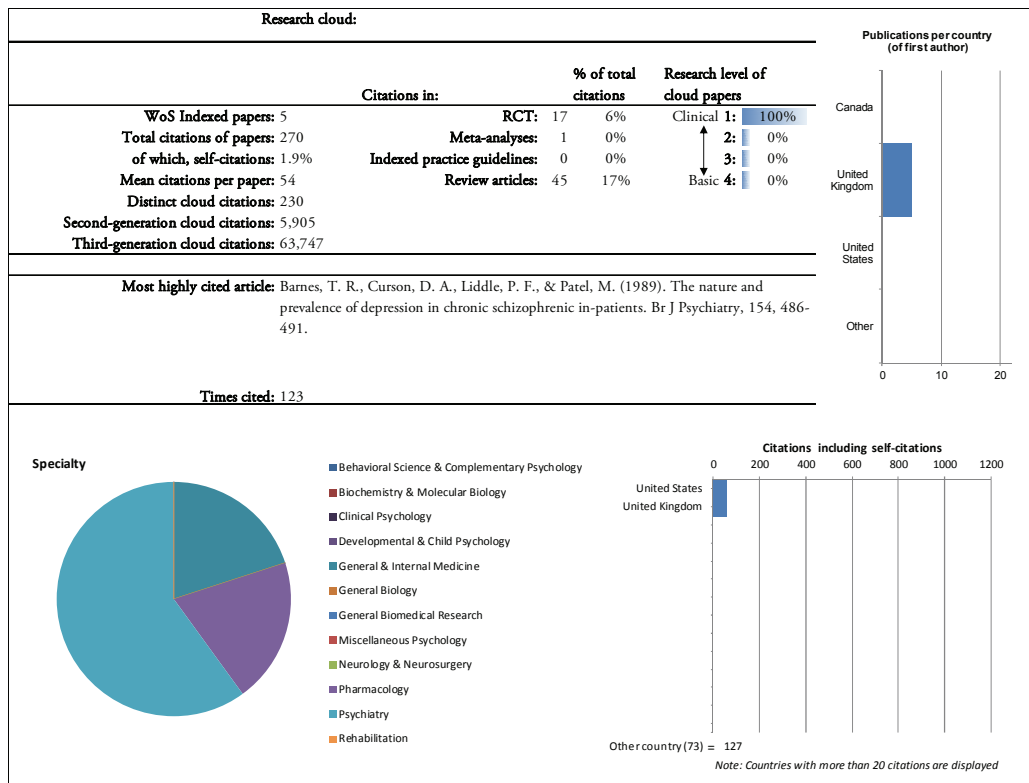 Research cloud:
% of total Research level of
Citations in: citations cloud papers
WoS Indexed papers: 5 RCT: 17 6% Clinical 1: 100%
Total citations of papers: 270 Meta-analyses: 1 0% 2: 0%
of which, self-citations: 1.9% Indexed practice guidelines: 0 0% 3: 0%
Mean citations per paper: 54 Review articles: 45 17% Basic 4: 0%
Distinct cloud citations: 230
Second-generation cloud citations: 5,905
Third-generation cloud citations: 63,747
Most highly cited article: Barnes, T. R., Curson, D. A., Liddle, P. F., & Patel, M. (1989). The nature and
prevalence of depression in chronic schizophrenic in-patients. Br J Psychiatry, 154, 486-
491.
Times cited: 123
Publications per country
(of first author)
Canada
United
Kingdom
United
States
Other
0 10 20
Specialty
Behavioral Science & Complementary Psychology
Biochemistry & Molecular Biology
Clinical Psychology
Developmental & Child Psychology
General & Internal Medicine
General Biology
General Biomedical Research
Miscellaneous Psychology
Neurology & Neurosurgery
Pharmacology
Psychiatry
Rehabilitation
Citations including self-citations
0 200 400 600 800 1000 1200
United States
United Kingdom
Other country (73) = 127
Note: Countries with more than 20 citations are displayed